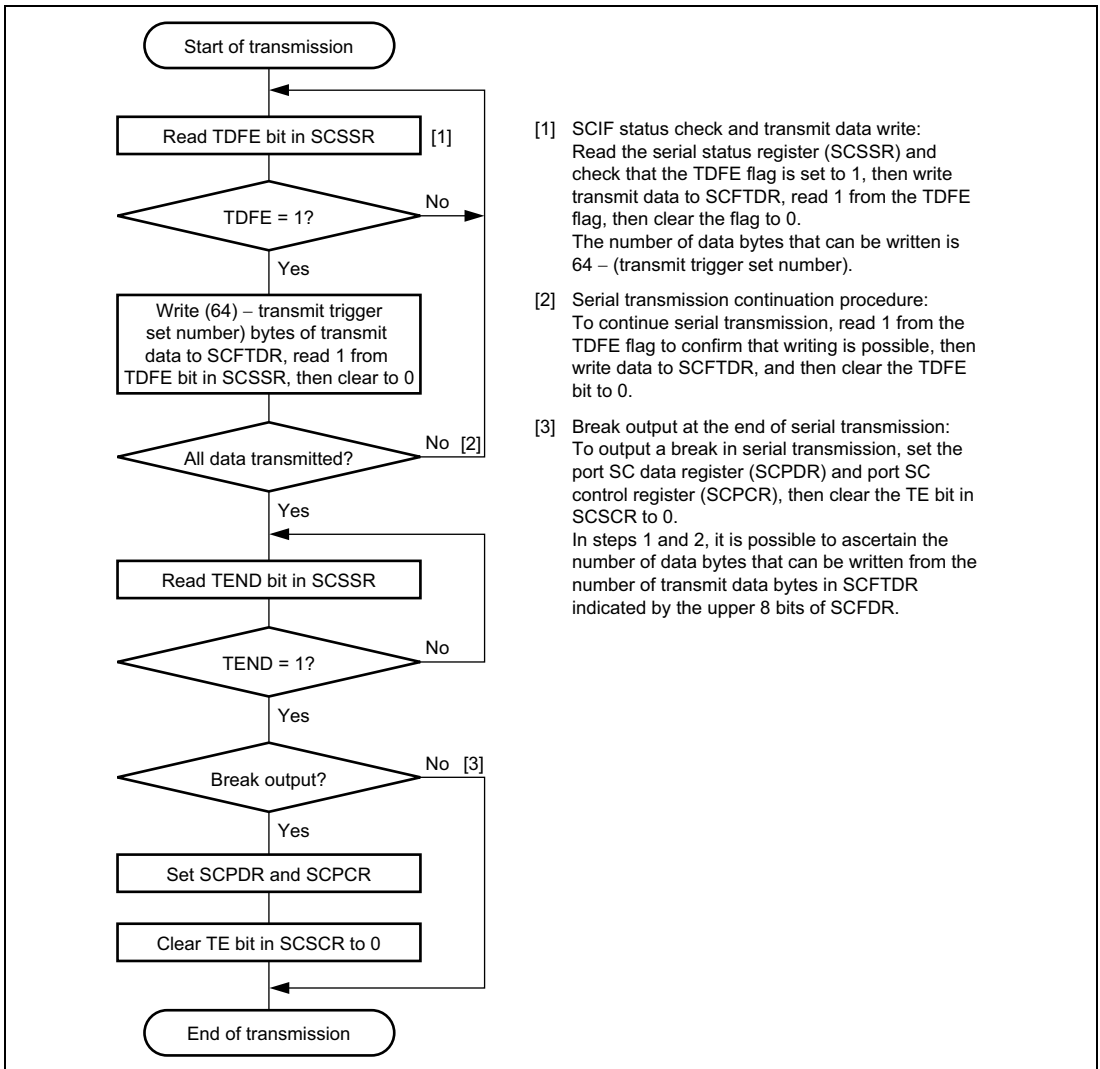 Start of transmission
Read TDFE bit in SCSSR
[1]
TDFE = 1?
No
Yes
Write (64) – transmit trigger
set number) bytes of transmit
data to SCFTDR, read 1 from
TDFE bit in SCSSR, then clear to 0
All data transmitted?
No [2]
Yes
Read TEND bit in SCSSR
TEND = 1?
No
Yes
Break output?
No [3]
Yes
Set SCPDR and SCPCR
Clear TE bit in SCSCR to 0
End of transmission
[1] SCIF status check and transmit data write:
Read the serial status register (SCSSR) and
check that the TDFE flag is set to 1, then write
transmit data to SCFTDR, read 1 from the TDFE
flag, then clear the flag to 0.
The number of data bytes that can be written is
64 – (transmit trigger set number).
[2] Serial transmission continuation procedure:
To continue serial transmission, read 1 from the
TDFE flag to confirm that writing is possible, then
write data to SCFTDR, and then clear the TDFE
bit to 0.
[3] Break output at the end of serial transmission:
To output a break in serial transmission, set the
port SC data register (SCPDR) and port SC
control register (SCPCR), then clear the TE bit in
SCSCR to 0.
In steps 1 and 2, it is possible to ascertain the
number of data bytes that can be written from the
number of transmit data bytes in SCFTDR
indicated by the upper 8 bits of SCFDR.